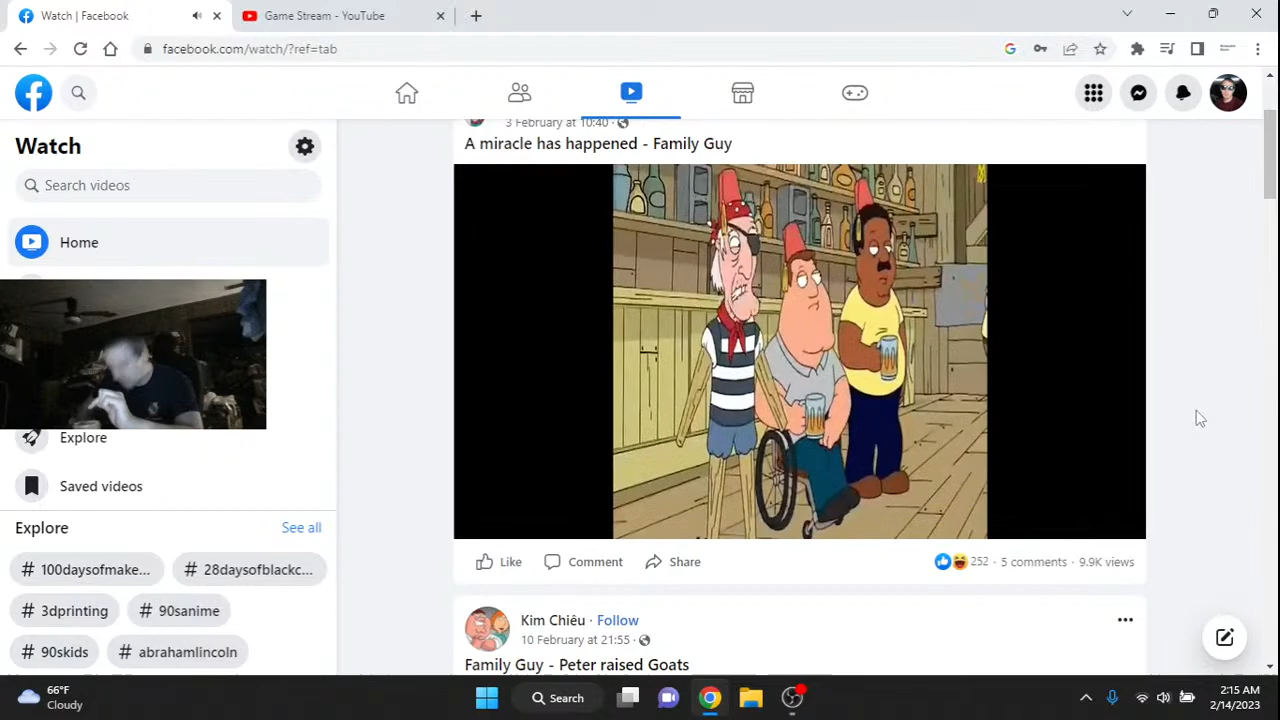 Watch | Facebook
Game Stream - YouTube
facebook.com/watch/?ref=tab
Watch
Search videos
Home
Explore
Saved videos
Explore
See all
# 100daysofmake...
# 28daysofblackc...
# 3dprinting
# 90sanime
# 90skids
# abrahamlincoln
3 February at 10:40 ·
A miracle has happened - Family Guy
Like
Comment
Share
252 · 5 comments · 9.9K views
Kim Chiêu · Follow
10 February at 21:55 ·
Family Guy - Peter raised Goats
66°F
Cloudy
Search
2:15 AM
2/14/2023